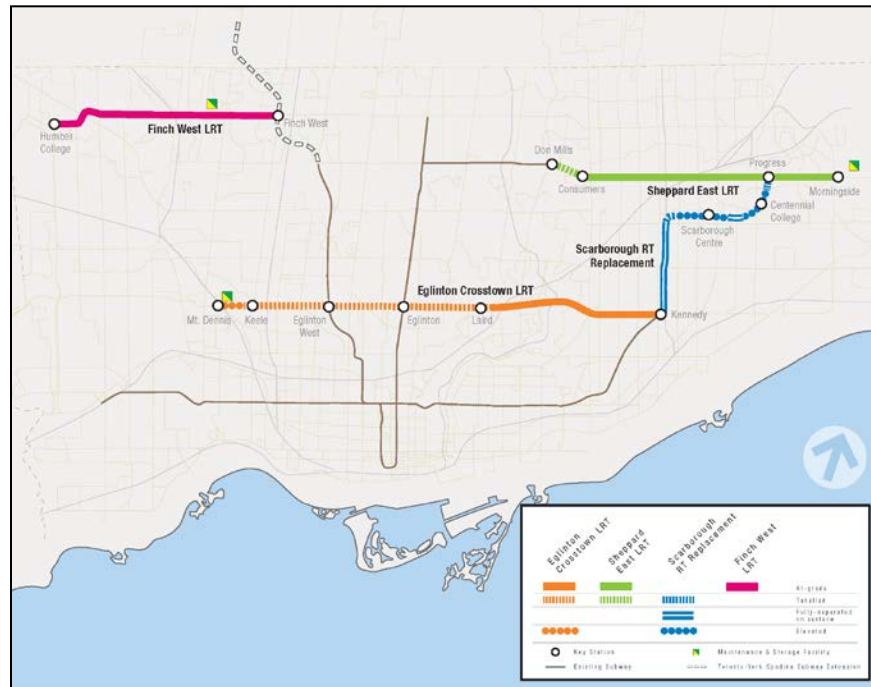 Humber
College
Finch West LRT
Finch West
Don Mills
Consumers
Progress
Sheppard East LRT
Morningside
Scarborough
Centre
Centennial
College
Scarborough RT
Replacement
Eglinton Crosstown LRT
Mt. Dennis
Keele
Eglinton
West
Eglinton
Laird
Kennedy
Eglinton
Crosstown LRT
Sheppard
East LRT
Scarborough
RT Replacement
Finch West
LRT
At-grade
Tunelled
Fully-separated
on surface
Elevated
Key Station
Maintenance & Storage Facility
Existing Subway
Toronto-York Spadina Subway Extension